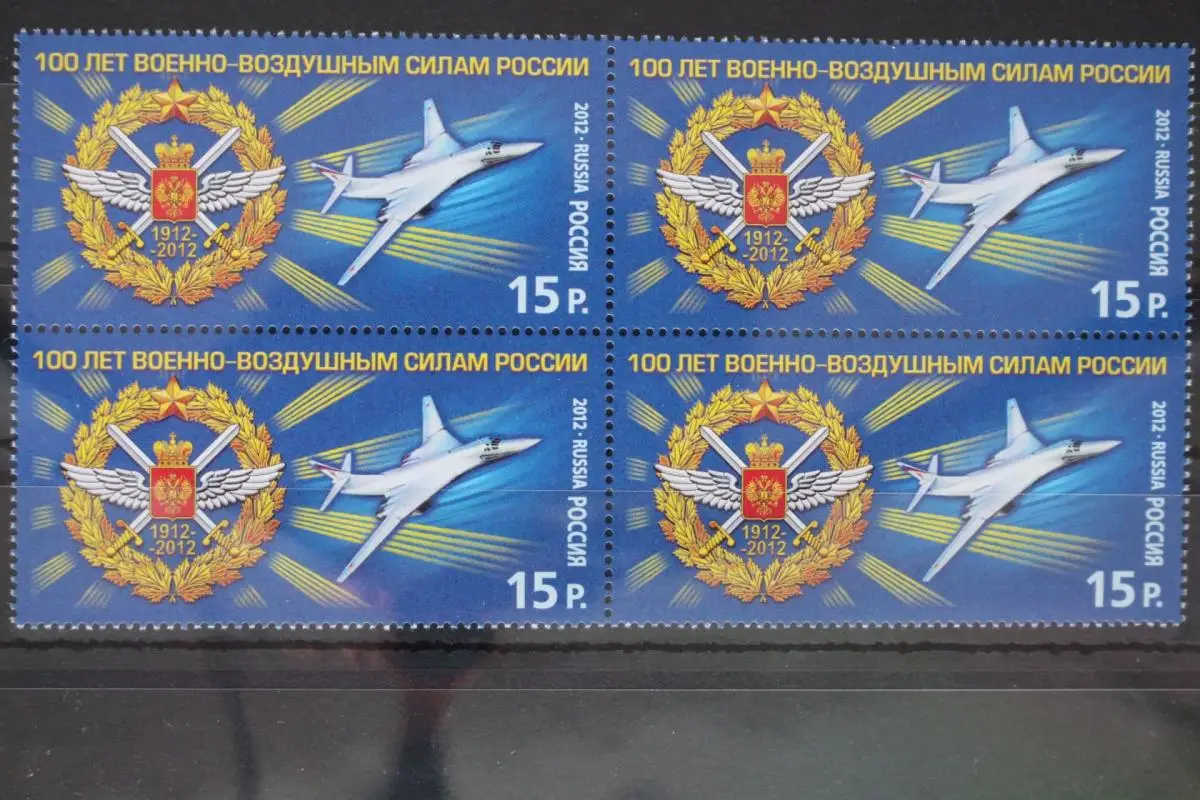 100 ЛЕТ ВОЕННО-ВОЗДУШНЫМ СИЛАМ РОССИИ
1912-
-2012
2012 · RUSSIA РОССИЯ
15 Р.
100 ЛЕТ ВОЕННО-ВОЗДУШНЫМ СИЛАМ РОССИИ
1912-
-2012
2012 · RUSSIA РОССИЯ
15 Р.
100 ЛЕТ ВОЕННО-ВОЗДУШНЫМ СИЛАМ РОССИИ
1912-
-2012
2012 · RUSSIA РОССИЯ
15 Р.
100 ЛЕТ ВОЕННО-ВОЗДУШНЫМ СИЛАМ РОССИИ
1912-
-2012
2012 · RUSSIA РОССИЯ
15 Р.